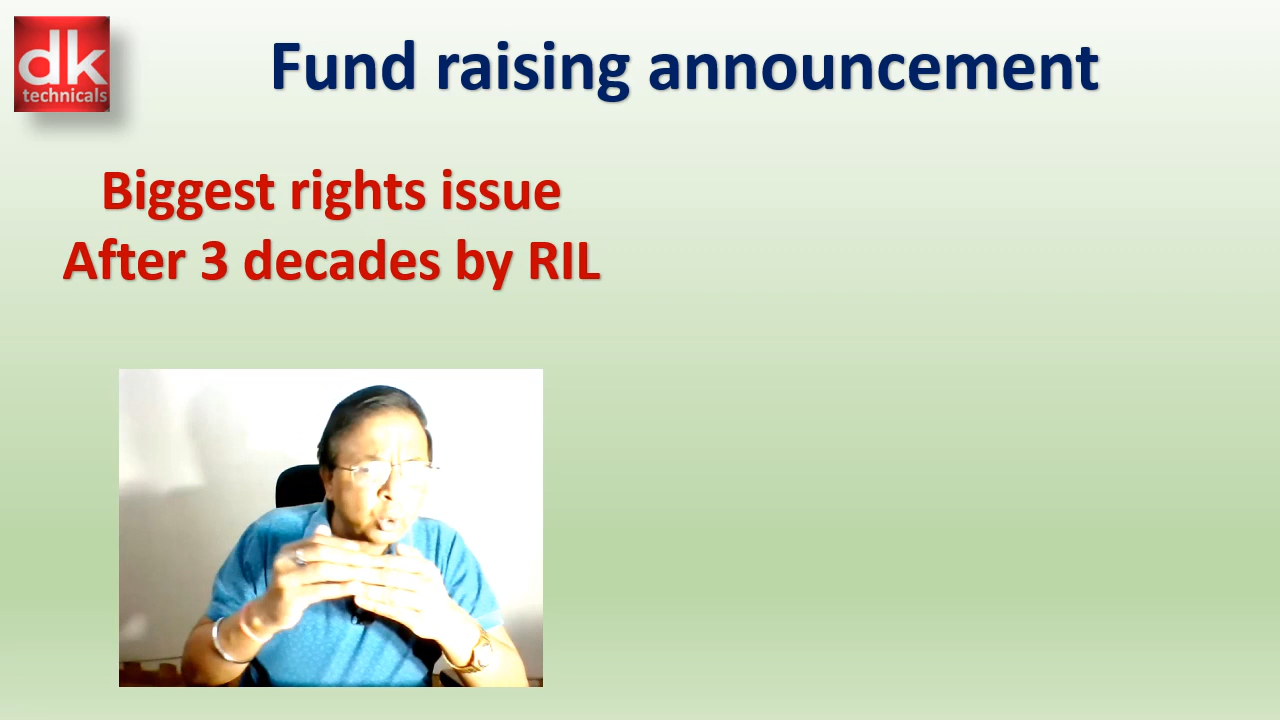 dk
technicals
Fund raising announcement
Biggest rights issue
After 3 decades by RIL